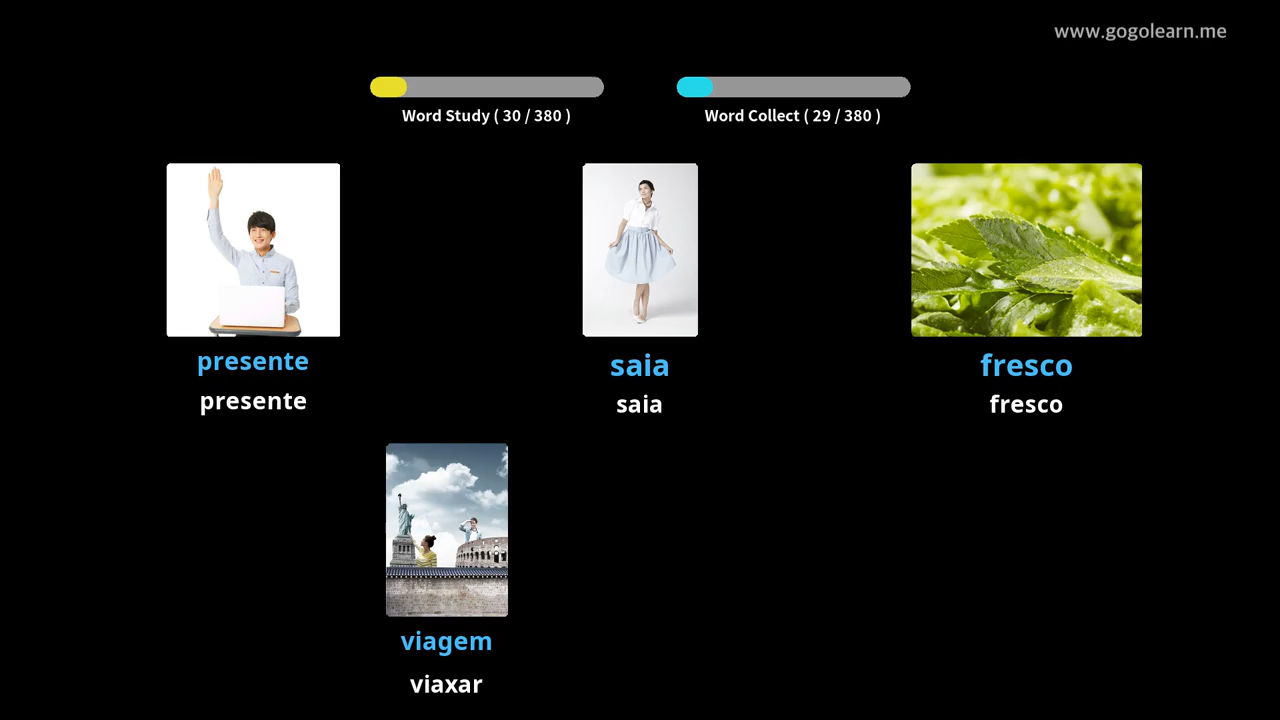 www.gogolearn.me
Word Study ( 30 / 380 )
Word Collect ( 29 / 380 )
presente
presente
saia
saia
fresco
fresco
viagem
viaxar